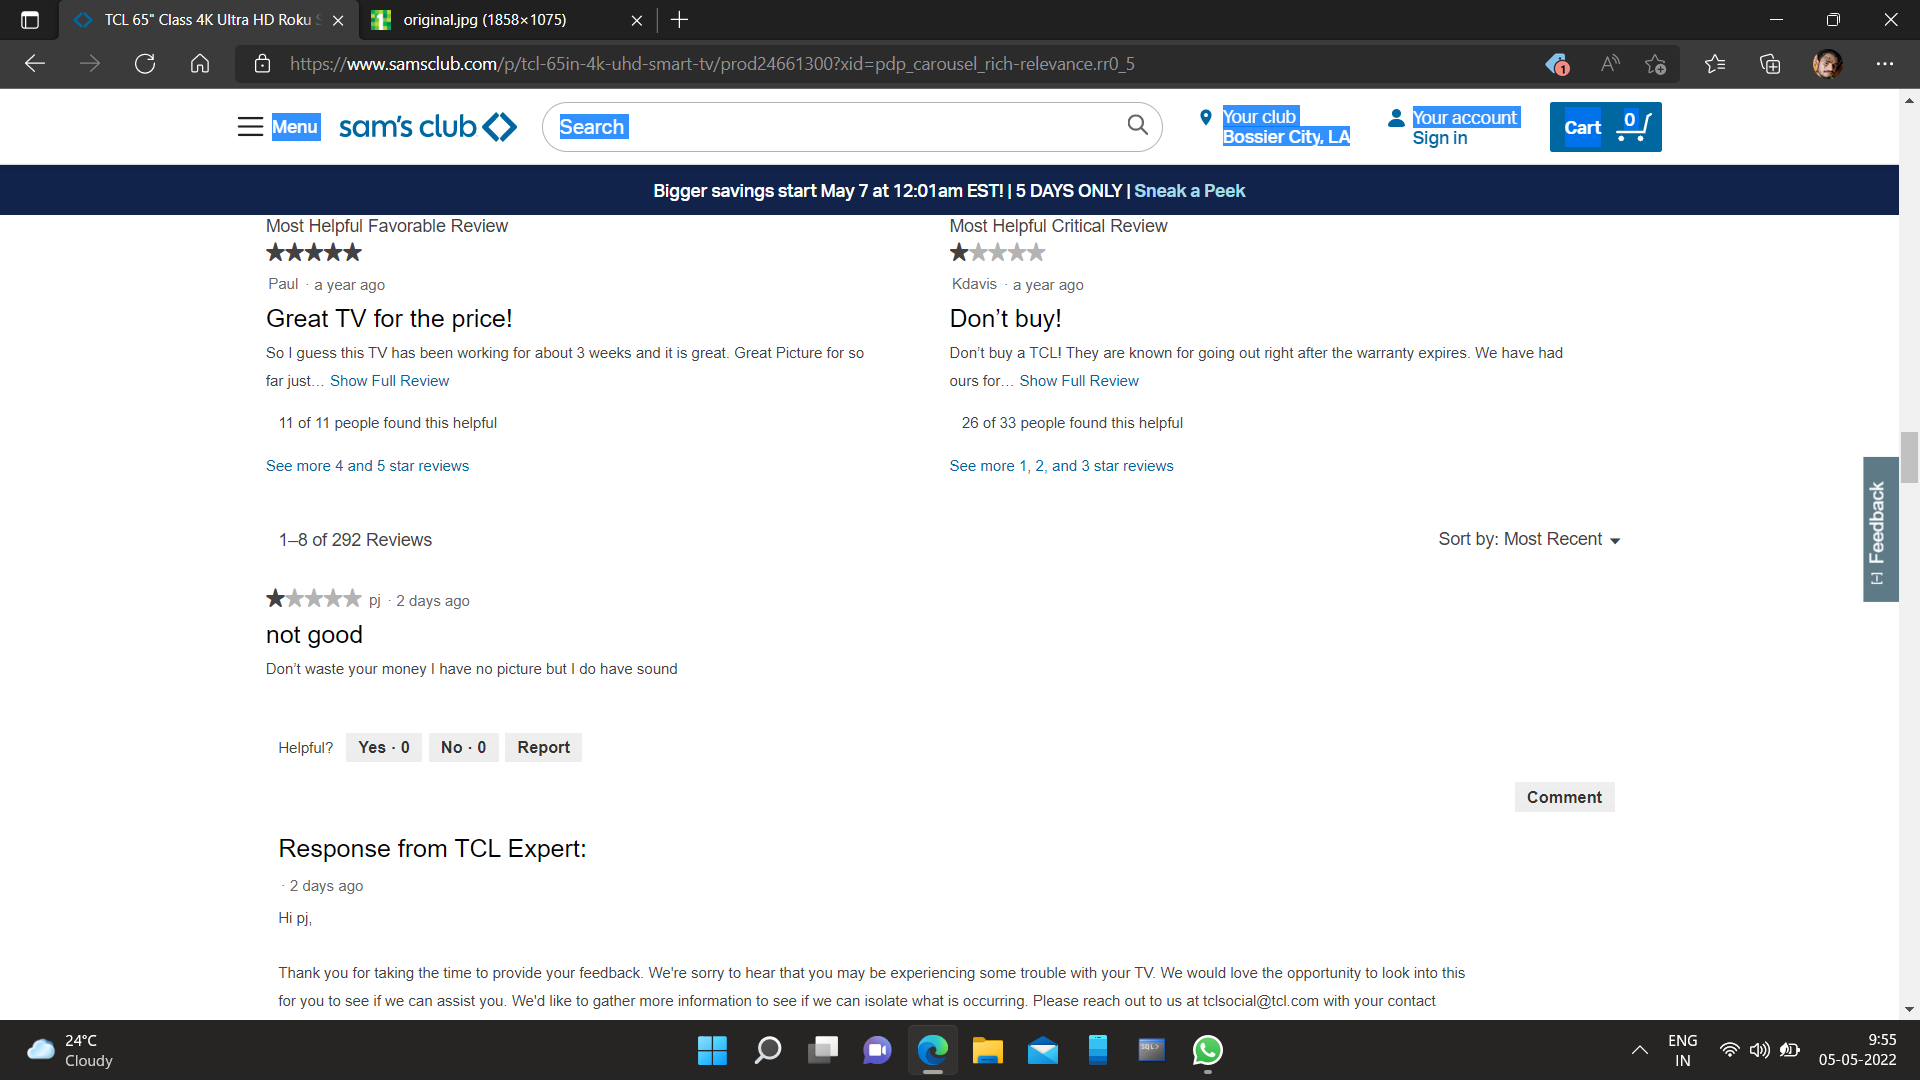 TCL 65" Class 4K Ultra HD Roku S
original.jpg (1858×1075)
https://www.samsclub.com/p/tcl-65in-4k-uhd-smart-tv/prod24661300?xid=pdp_carousel_rich-relevance.rr0_5
1
Menu
sam's club
Search
Your club
Bossier City, LA
Your account
Sign in
Cart
0
Bigger savings start May 7 at 12:01am EST! | 5 DAYS ONLY | Sneak a Peek
Most Helpful Favorable Review
Paul · a year ago
Great TV for the price!
So I guess this TV has been working for about 3 weeks and it is great. Great Picture for so
far just… Show Full Review
11 of 11 people found this helpful
See more 4 and 5 star reviews
Most Helpful Critical Review
Kdavis · a year ago
Don’t buy!
Don’t buy a TCL! They are known for going out right after the warranty expires. We have had
ours for… Show Full Review
26 of 33 people found this helpful
See more 1, 2, and 3 star reviews
[-] Feedback
1–8 of 292 Reviews
Sort by: Most Recent
pj · 2 days ago
not good
Don’t waste your money I have no picture but I do have sound
Helpful? Yes · 0 No · 0 Report
Comment
Response from TCL Expert:
· 2 days ago
Hi pj,
Thank you for taking the time to provide your feedback. We're sorry to hear that you may be experiencing some trouble with your TV. We would love the opportunity to look into this
for you to see if we can assist you. We'd like to gather more information to see if we can isolate what is occurring. Please reach out to us at tclsocial@tcl.com with your contact
24°C
Cloudy
SQL>
ENG
IN
9:55
05-05-2022